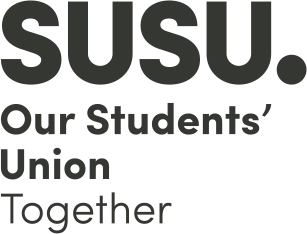 SUSU.
Our Students’
Union
Together